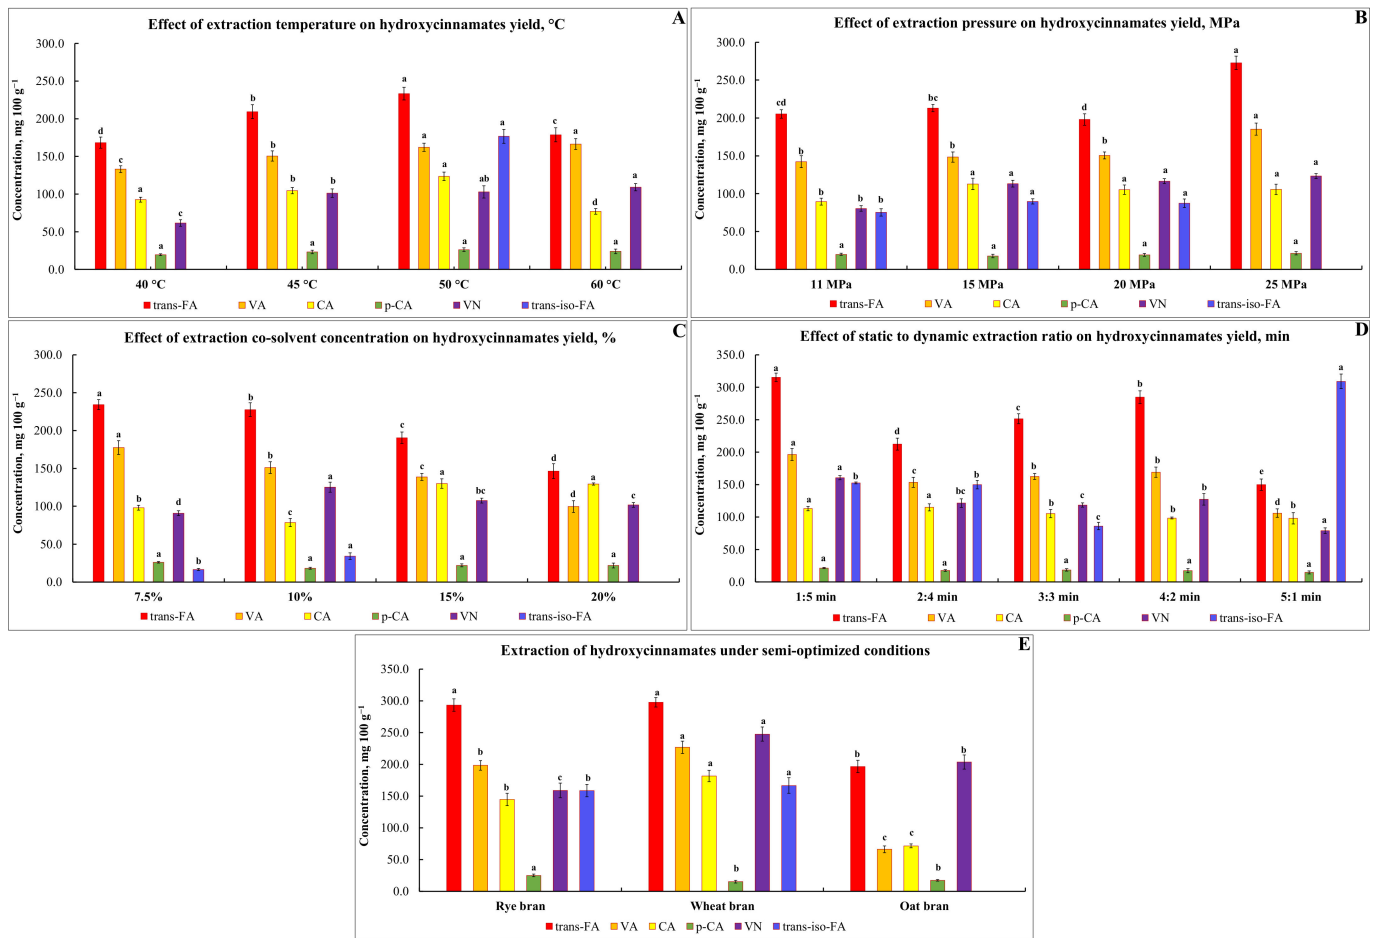 Effect of extraction temperature on hydroxycinnamates yield, °C
A
Concentration, mg 100 g⁻¹
300.0
250.0
200.0
150.0
100.0
50.0
0.0
d
c
a
a
c
b
b
a
a
b
a
a
a
a
ab
a
c
a
d
a
a
40 °C
45 °C
50 °C
60 °C
trans-FA
VA
CA
p-CA
VN
trans-iso-FA
Effect of extraction pressure on hydroxycinnamates yield, MPa
B
Concentration, mg 100 g⁻¹
300.0
250.0
200.0
150.0
100.0
50.0
0.0
cd
b
b
a
b
b
bc
b
a
a
a
a
d
b
a
a
a
a
a
a
a
a
a
11 MPa
15 MPa
20 MPa
25 MPa
trans-FA
VA
CA
p-CA
VN
trans-iso-FA
Effect of extraction co-solvent concentration on hydroxycinnamates yield, %
C
Concentration, mg 100 g⁻¹
300.0
250.0
200.0
150.0
100.0
50.0
0.0
a
a
b
a
d
b
b
b
c
a
a
a
c
c
a
a
bc
d
a
a
a
c
7.5%
10%
15%
20%
trans-FA
VA
CA
p-CA
VN
trans-iso-FA
Effect of static to dynamic extraction ratio on hydroxycinnamates yield, min
D
Concentration, mg 100 g⁻¹
350.0
300.0
250.0
200.0
150.0
100.0
50.0
0.0
a
a
a
a
b
d
c
a
a
bc
b
c
b
b
a
c
c
b
b
b
a
b
e
d
b
a
a
a
1:5 min
2:4 min
3:3 min
4:2 min
5:1 min
trans-FA
VA
CA
p-CA
VN
trans-iso-FA
Extraction of hydroxycinnamates under semi-optimized conditions
E
Concentration, mg 100 g⁻¹
350.0
300.0
250.0
200.0
150.0
100.0
50.0
0.0
a
b
b
a
c
b
a
a
a
b
a
a
b
c
c
b
b
Rye bran
Wheat bran
Oat bran
trans-FA
VA
CA
p-CA
VN
trans-iso-FA